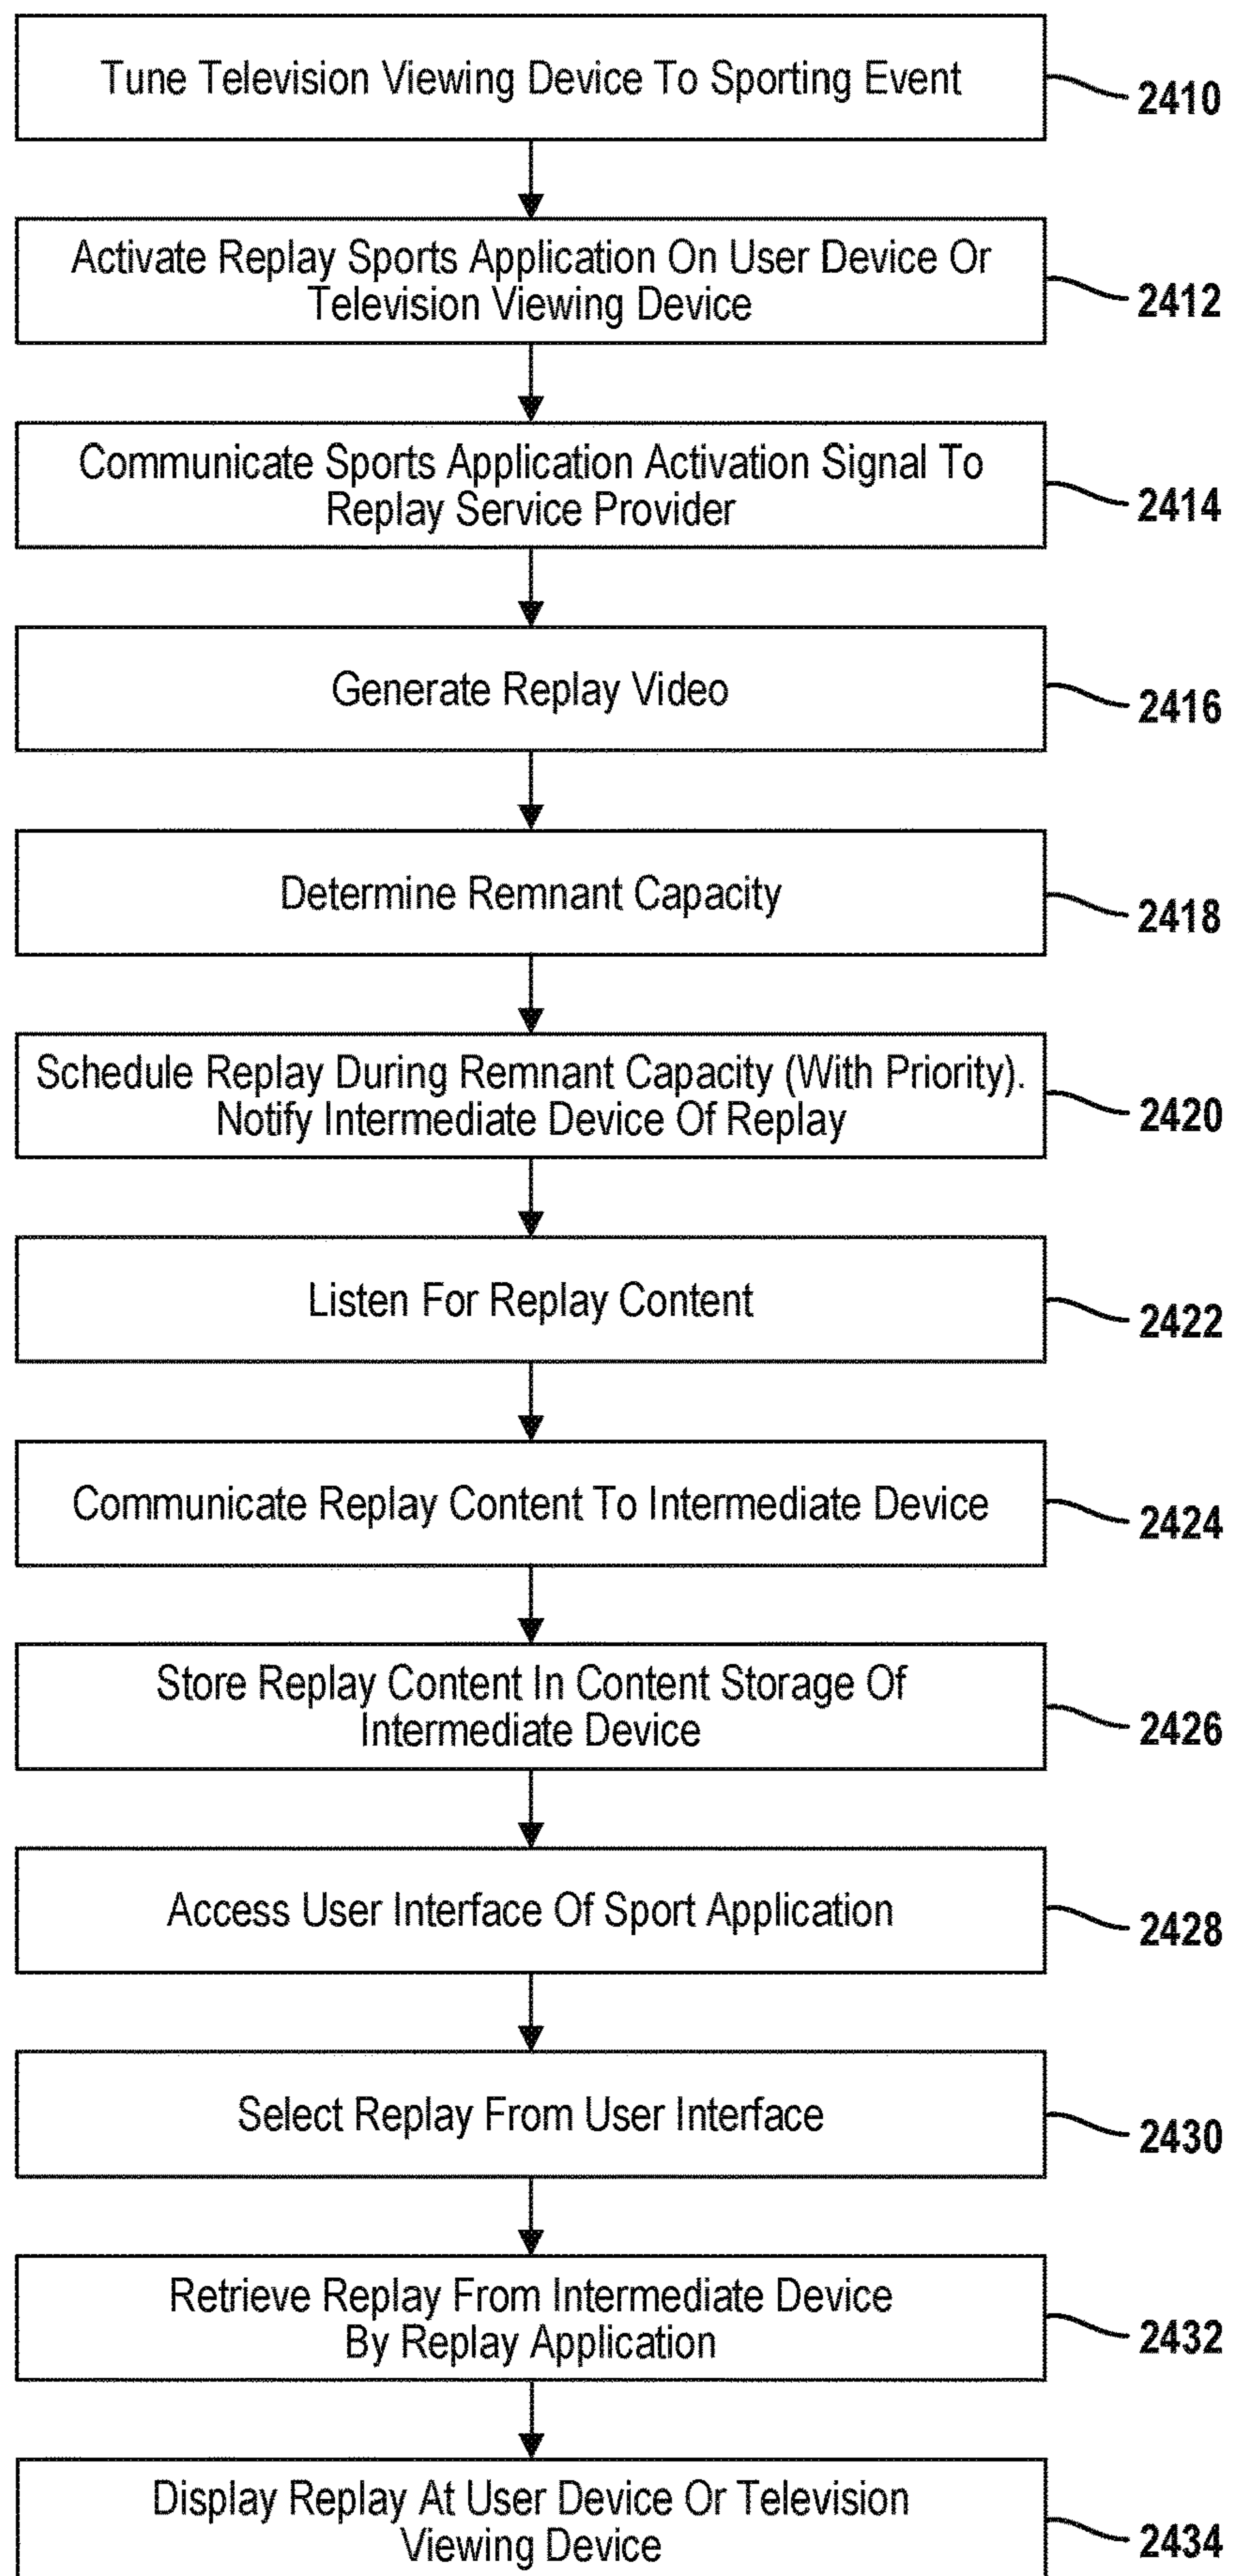 Tune Television Viewing Device To Sporting Event
2410
Activate Replay Sports Application On User Device Or
Television Viewing Device
2412
Communicate Sports Application Activation Signal To
Replay Service Provider
2414
Generate Replay Video
2416
Determine Remnant Capacity
2418
Schedule Replay During Remnant Capacity (With Priority).
Notify Intermediate Device Of Replay
2420
Listen For Replay Content
2422
Communicate Replay Content To Intermediate Device
2424
Store Replay Content In Content Storage Of
Intermediate Device
2426
Access User Interface Of Sport Application
2428
Select Replay From User Interface
2430
Retrieve Replay From Intermediate Device
By Replay Application
2432
Display Replay At User Device Or Television
Viewing Device
2434